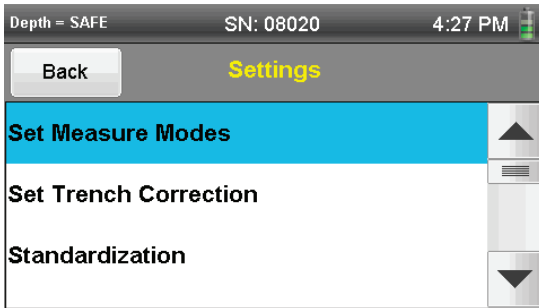 Depth = SAFE SN: 08020 4:27 PM
Back Settings
Set Measure Modes
Set Trench Correction
Standardization